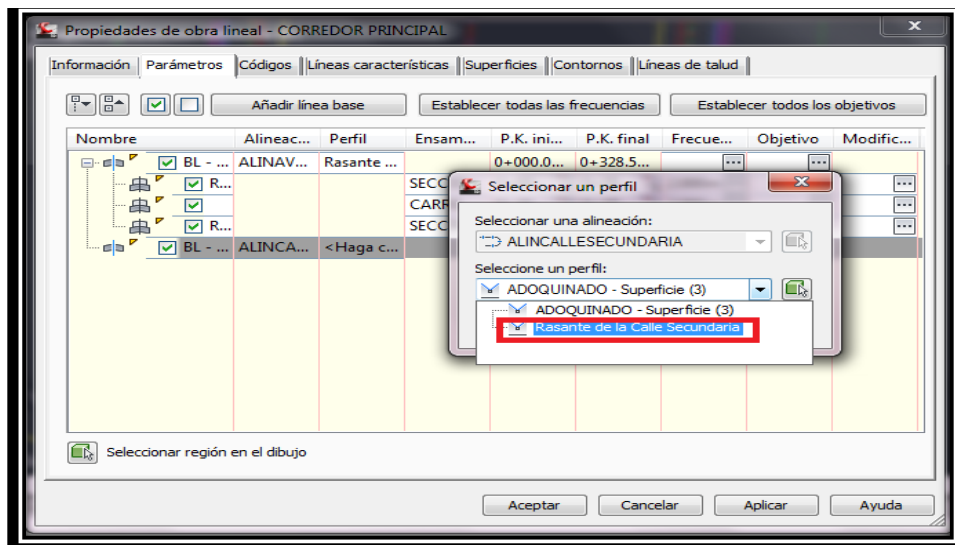 Propiedades de obra lineal - CORREDOR PRINCIPAL
Información Parámetros Códigos Líneas características Superficies Contornos Líneas de talud
Añadir línea base Establecer todas las frecuencias Establecer todos los objetivos
Nombre Alineac... Perfil Ensam... P.K. ini... P.K. final Frecue... Objetivo Modific...
BL - ... ALINAV... Rasante ... 0+000.0... 0+328.5... ... ...
R... SECC ...
CARR ...
R... SECC ...
BL - ... ALINCA... <Haga c...
Seleccionar un perfil
Seleccionar una alineación:
ALINCALLESECUNDARIA
Seleccione un perfil:
ADOQUINADO - Superficie (3)
ADOQUINADO - Superficie (3)
Rasante de la Calle Secundaria
Seleccionar región en el dibujo
Aceptar Cancelar Aplicar Ayuda